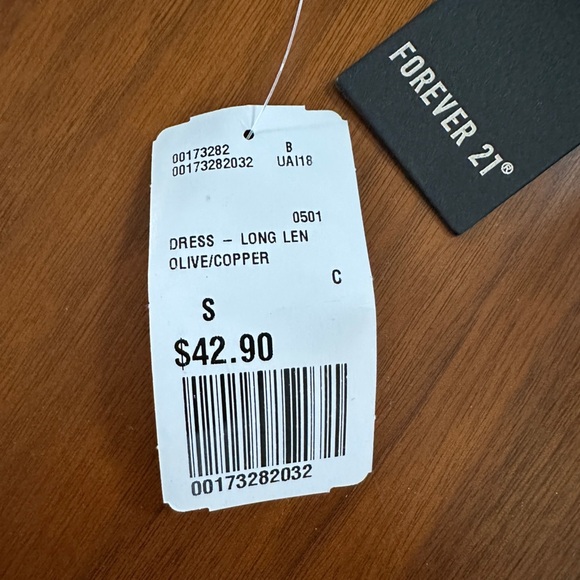 00173282 B
00173282032 UAI18
0501
DRESS – LONG LEN
OLIVE/COPPER
C
S
$42.90
00173282032
FOREVER 21®